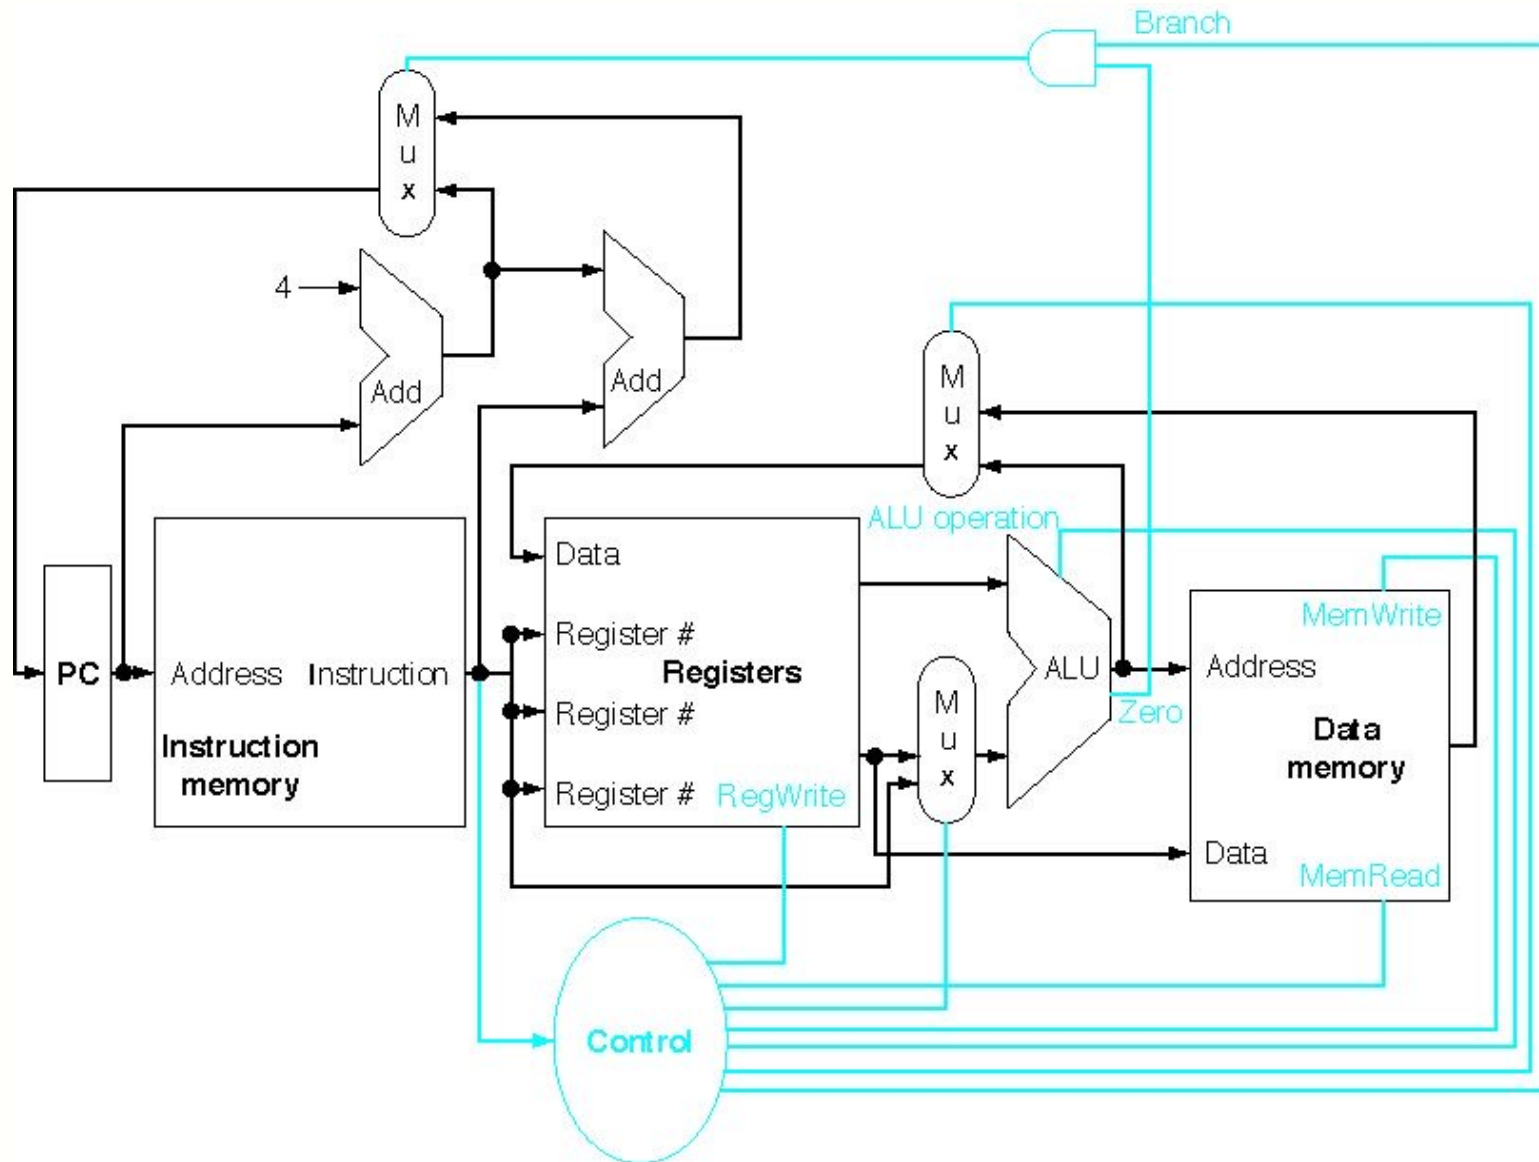 Branch
M
u
x
4
Add
Add
M
u
x
ALU operation
Data
MemWrite
Register #
PC
Address
Instruction
Registers
ALU
Address
M
u
x
Zero
Register #
Instruction
memory
Data
memory
Register #
RegWrite
Data
MemRead
Control